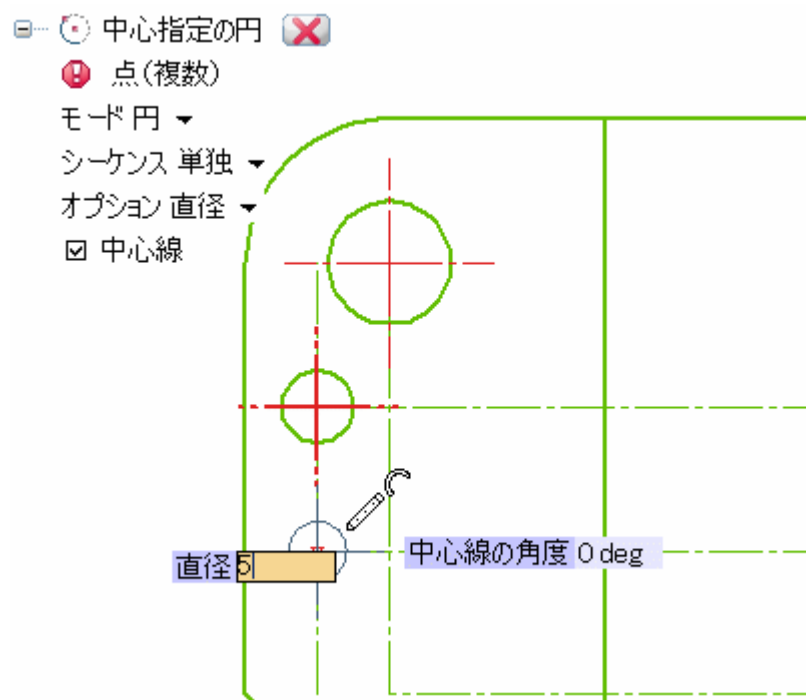 中心指定の円
点(複数)
モード 円
シーケンス 単独
オプション 直径
中心線
直径 5
中心線の角度 0 deg